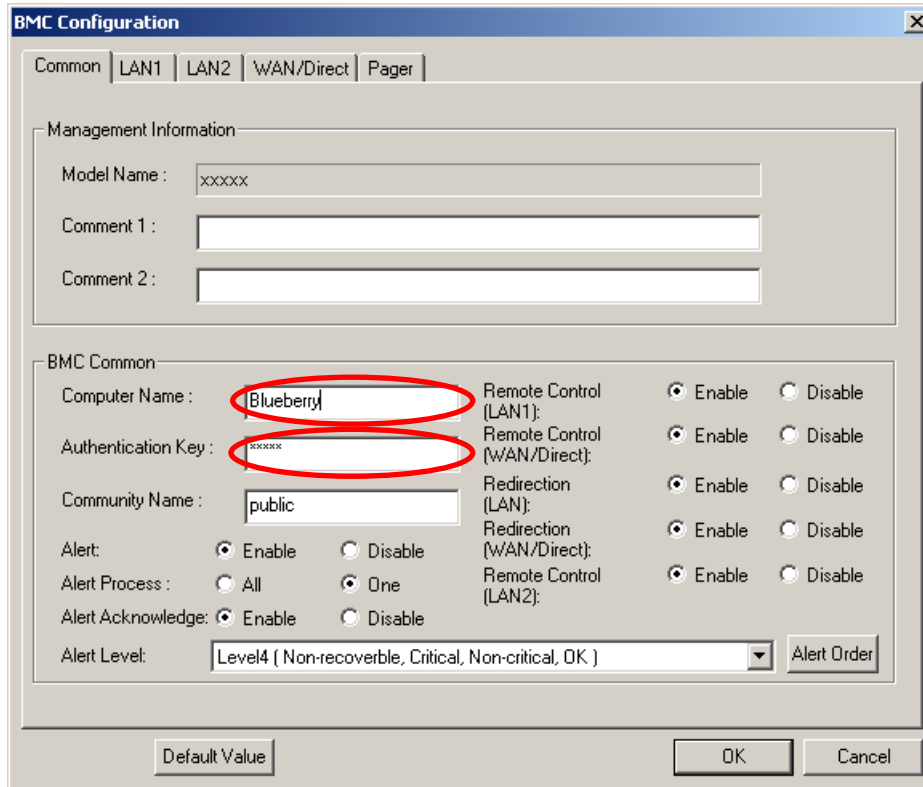 BMC Configuration
Common LAN1 LAN2 WAN/Direct Pager
Management Information
Model Name : xxxxx
Comment 1 :
Comment 2 :
BMC Common
Computer Name : Blueberry Remote Control (LAN1): Enable Disable
Authentication Key : ***** Remote Control (WAN/Direct): Enable Disable
Community Name : public Redirection (LAN): Enable Disable
Alert: Enable Disable Redirection (WAN/Direct): Enable Disable
Alert Process : All One Remote Control (LAN2): Enable Disable
Alert Acknowledge: Enable Disable
Alert Level: Level4 ( Non-recoverble, Critical, Non-critical, OK ) Alert Order
Default Value OK Cancel